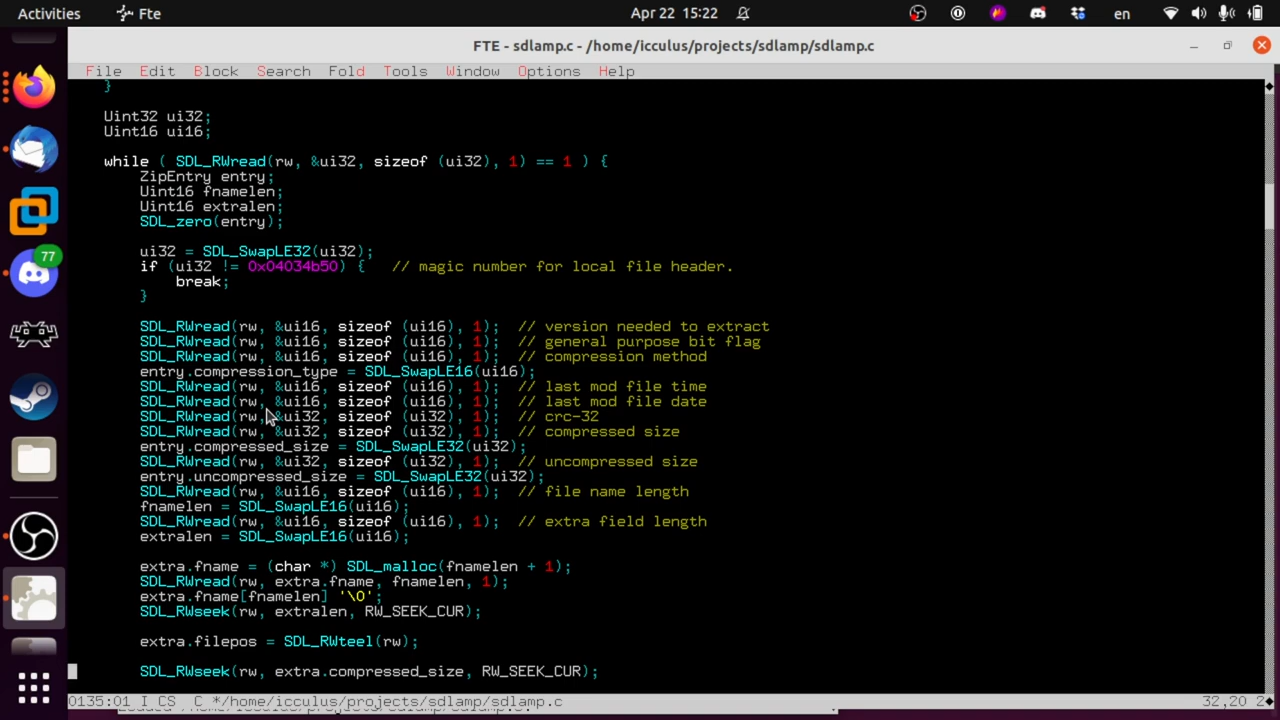 Activities Fte Apr 22 15:22 en
FTE - sdlamp.c - /home/icculus/projects/sdlamp/sdlamp.c
File Edit Block Search Fold Tools Window Options Help
}
Uint32 ui32;
Uint16 ui16;
while ( SDL_RWread(rw, &ui32, sizeof (ui32), 1) == 1 ) {
ZipEntry entry;
Uint16 fnamelen;
Uint16 extralen;
SDL_zero(entry);
ui32 = SDL_SwapLE32(ui32);
if (ui32 != 0x04034b50) { // magic number for local file header.
break;
}
SDL_RWread(rw, &ui16, sizeof (ui16), 1); // version needed to extract
SDL_RWread(rw, &ui16, sizeof (ui16), 1); // general purpose bit flag
SDL_RWread(rw, &ui16, sizeof (ui16), 1); // compression method
entry.compression_type = SDL_SwapLE16(ui16);
SDL_RWread(rw, &ui16, sizeof (ui16), 1); // last mod file time
SDL_RWread(rw, &ui16, sizeof (ui16), 1); // last mod file date
SDL_RWread(rw, &ui32, sizeof (ui32), 1); // crc-32
SDL_RWread(rw, &ui32, sizeof (ui32), 1); // compressed size
entry.compressed_size = SDL_SwapLE32(ui32);
SDL_RWread(rw, &ui32, sizeof (ui32), 1); // uncompressed size
entry.uncompressed_size = SDL_SwapLE32(ui32);
SDL_RWread(rw, &ui16, sizeof (ui16), 1); // file name length
fnamelen = SDL_SwapLE16(ui16);
SDL_RWread(rw, &ui16, sizeof (ui16), 1); // extra field length
extralen = SDL_SwapLE16(ui16);
extra.fname = (char *) SDL_malloc(fnamelen + 1);
SDL_RWread(rw, extra.fname, fnamelen, 1);
extra.fname[fnamelen] '\0';
SDL_RWseek(rw, extralen, RW_SEEK_CUR);
extra.filepos = SDL_RWteel(rw);
SDL_RWseek(rw, extra.compressed_size, RW_SEEK_CUR);
0135:01 I CS C */home/icculus/projects/sdlamp/sdlamp.c 32,20 2
77